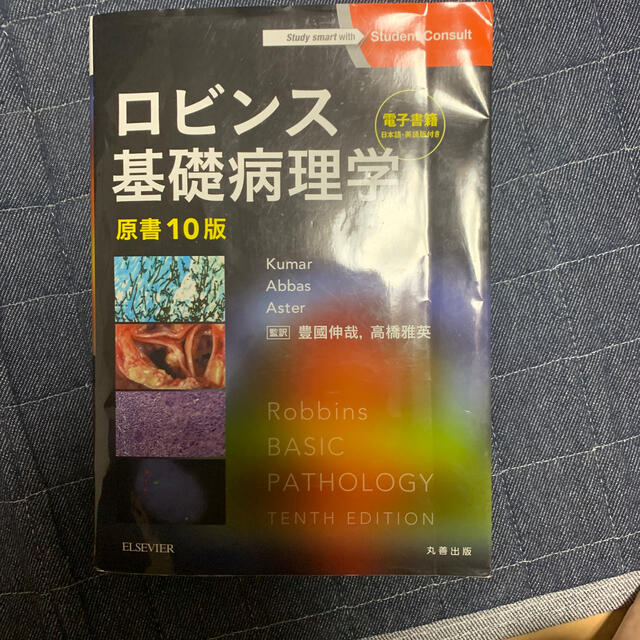 Study smart with Student Consult
ロビンス
基礎病理学
電子書籍
日本語・英語版付き
原書10版
Kumar
Abbas
Aster
監訳 豊國伸哉, 高橋雅英
Robbins
BASIC
PATHOLOGY
TENTH EDITION
ELSEVIER
丸善出版